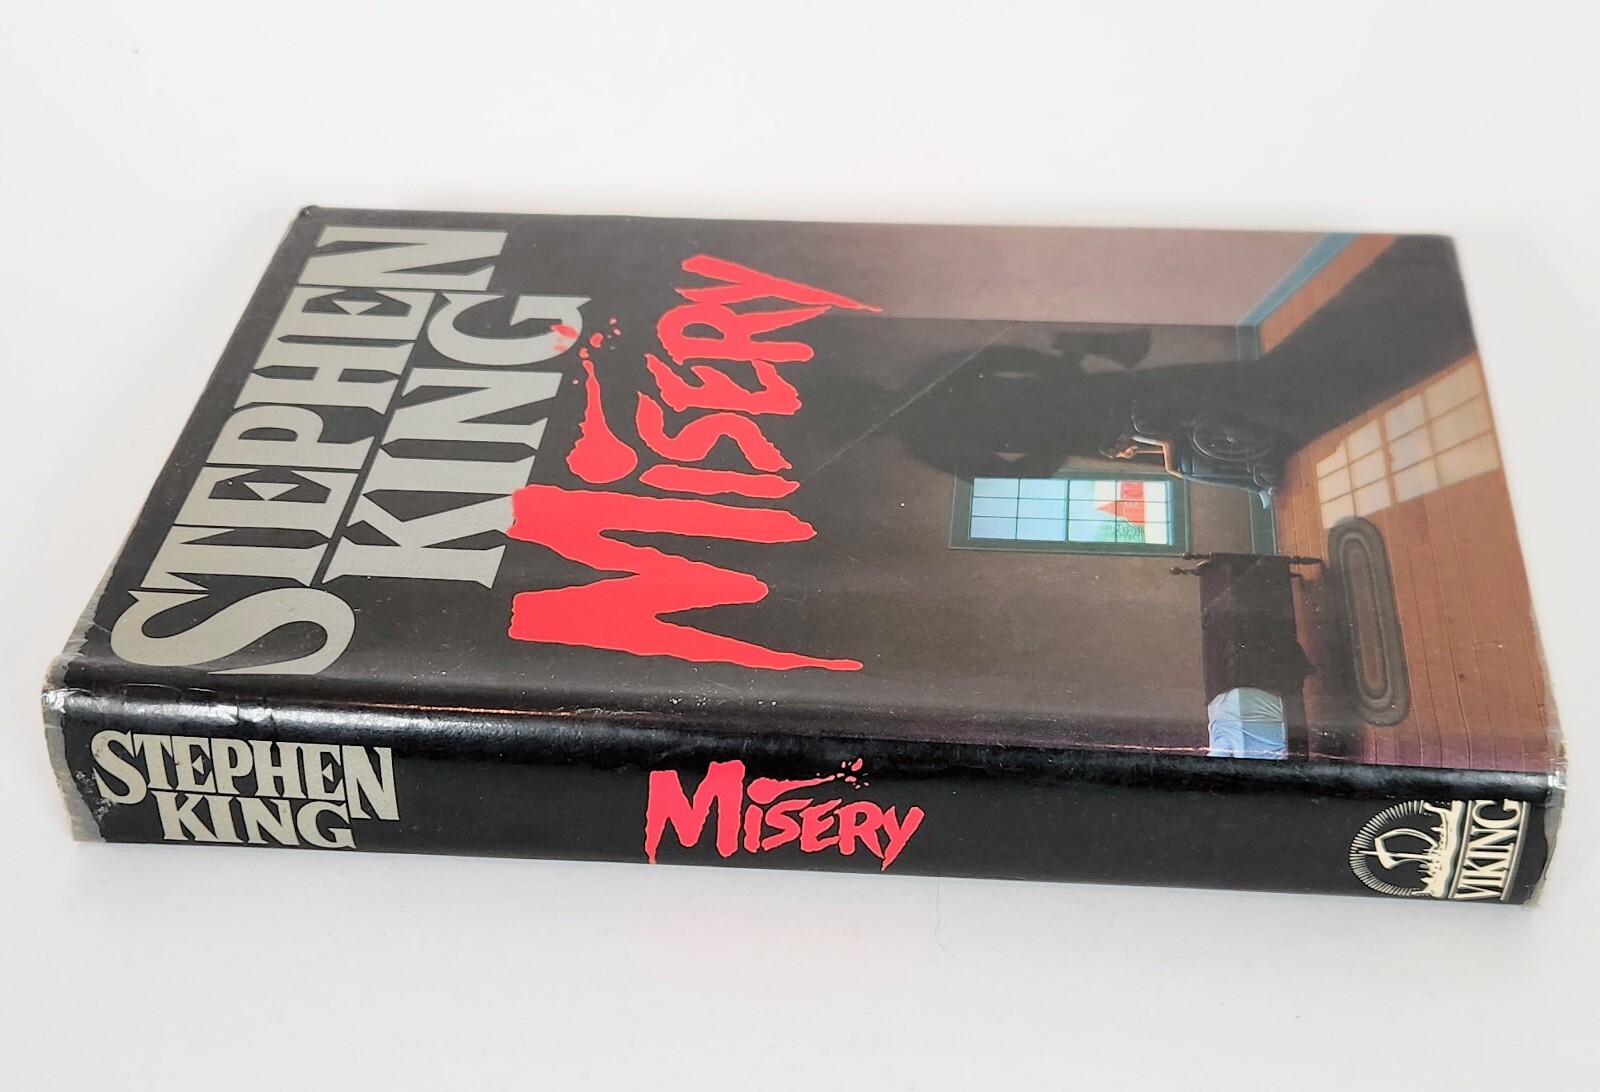 STEPHEN
KING
MISERY
STEPHEN
KING
MISERY
VIKING